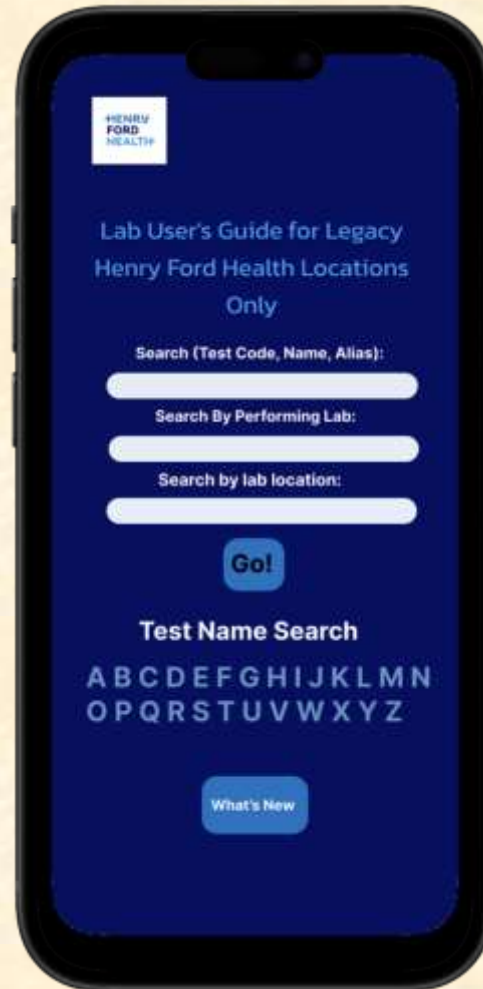 HENRY
FORD
HEALTH
Lab User's Guide for Legacy
Henry Ford Health Locations
Only
Search (Test Code, Name, Alias):
Search By Performing Lab:
Search by lab location:
Go!
Test Name Search
A B C D E F G H I J K L M N
O P Q R S T U V W X Y Z
What's New